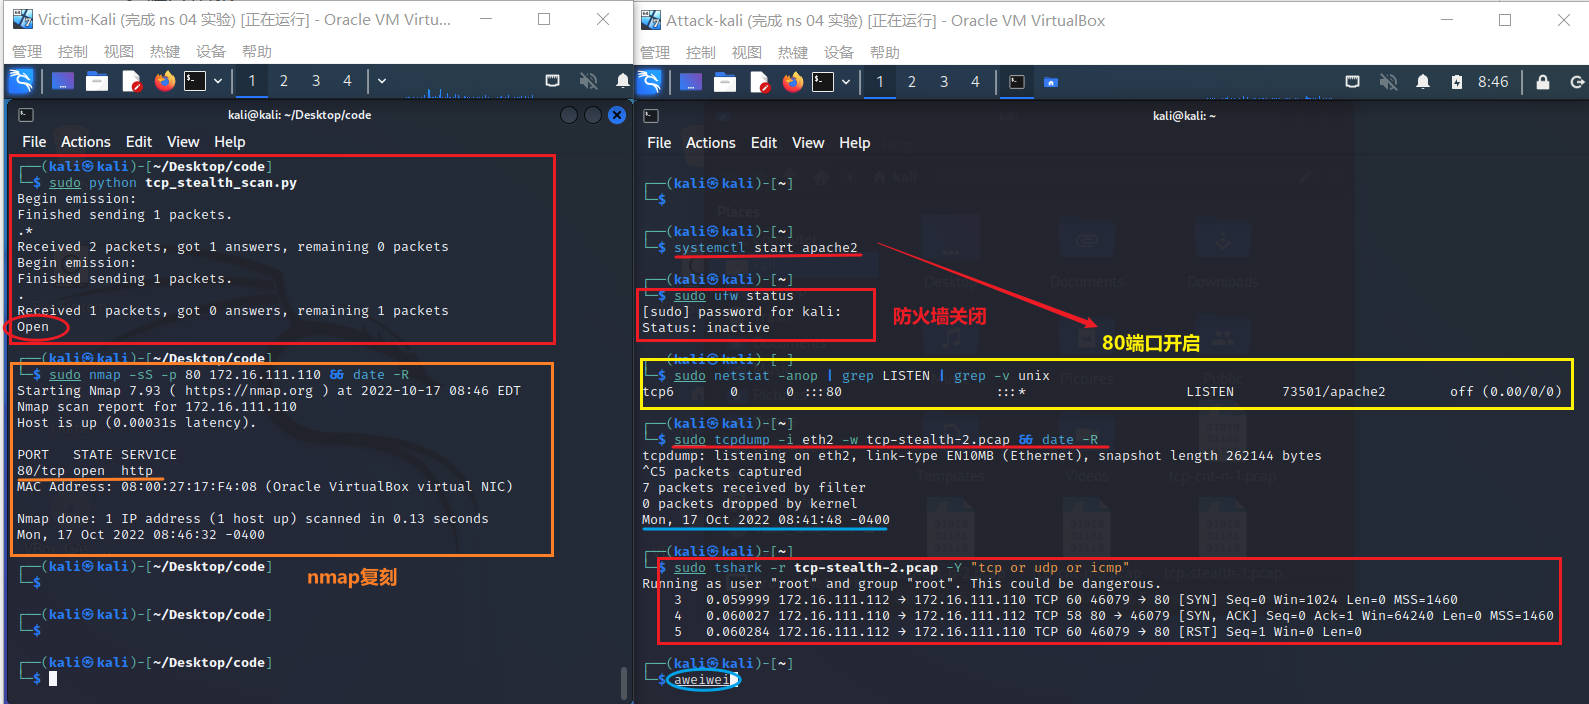 Victim-Kali (完成 ns 04 实验) [正在运行] - Oracle VM Virtu...
管理 控制 视图 热键 设备 帮助
1 2 3 4
kali@kali: ~/Desktop/code
File Actions Edit View Help
┌──(kali㉿kali)-[~/Desktop/code]
└─$ sudo python tcp_stealth_scan.py
Begin emission:
Finished sending 1 packets.
.*
Received 2 packets, got 1 answers, remaining 0 packets
Begin emission:
Finished sending 1 packets.
.
Received 1 packets, got 0 answers, remaining 1 packets
Open
┌──(kali㉿kali)-[~/Desktop/code]
└─$ sudo nmap -sS -p 80 172.16.111.110 && date -R
Starting Nmap 7.93 ( https://nmap.org ) at 2022-10-17 08:46 EDT
Nmap scan report for 172.16.111.110
Host is up (0.00031s latency).
PORT   STATE SERVICE
80/tcp open  http
MAC Address: 08:00:27:17:F4:08 (Oracle VirtualBox virtual NIC)
Nmap done: 1 IP address (1 host up) scanned in 0.13 seconds
Mon, 17 Oct 2022 08:46:32 -0400
┌──(kali㉿kali)-[~/Desktop/code]
└─$
nmap复刻
┌──(kali㉿kali)-[~/Desktop/code]
└─$
┌──(kali㉿kali)-[~/Desktop/code]
└─$
Attack-kali (完成 ns 04 实验) [正在运行] - Oracle VM VirtualBox
管理 控制 视图 热键 设备 帮助
1 2 3 4
8:46
kali@kali: ~
File Actions Edit View Help
┌──(kali㉿kali)-[~]
└─$
┌──(kali㉿kali)-[~]
└─$ systemctl start apache2
┌──(kali㉿kali)-[~]
└─$ sudo ufw status
[sudo] password for kali:
Status: inactive
防火墙关闭
80端口开启
┌──(kali㉿kali)-[~]
└─$ sudo netstat -anop | grep LISTEN | grep -v unix
tcp6       0      0 :::80                   :::*                    LISTEN      73501/apache2        off (0.00/0/0)
┌──(kali㉿kali)-[~]
└─$ sudo tcpdump -i eth2 -w tcp-stealth-2.pcap && date -R
tcpdump: listening on eth2, link-type EN10MB (Ethernet), snapshot length 262144 bytes
^C5 packets captured
7 packets received by filter
0 packets dropped by kernel
Mon, 17 Oct 2022 08:41:48 -0400
┌──(kali㉿kali)-[~]
└─$ sudo tshark -r tcp-stealth-2.pcap -Y "tcp or udp or icmp"
Running as user "root" and group "root". This could be dangerous.
3   0.059999 172.16.111.112 → 172.16.111.110 TCP 60 46079 → 80 [SYN] Seq=0 Win=1024 Len=0 MSS=1460
4   0.060027 172.16.111.110 → 172.16.111.112 TCP 58 80 → 46079 [SYN, ACK] Seq=0 Ack=1 Win=64240 Len=0 MSS=1460
5   0.060284 172.16.111.112 → 172.16.111.110 TCP 60 46079 → 80 [RST] Seq=1 Win=0 Len=0
┌──(kali㉿kali)-[~]
└─$ aweiwei